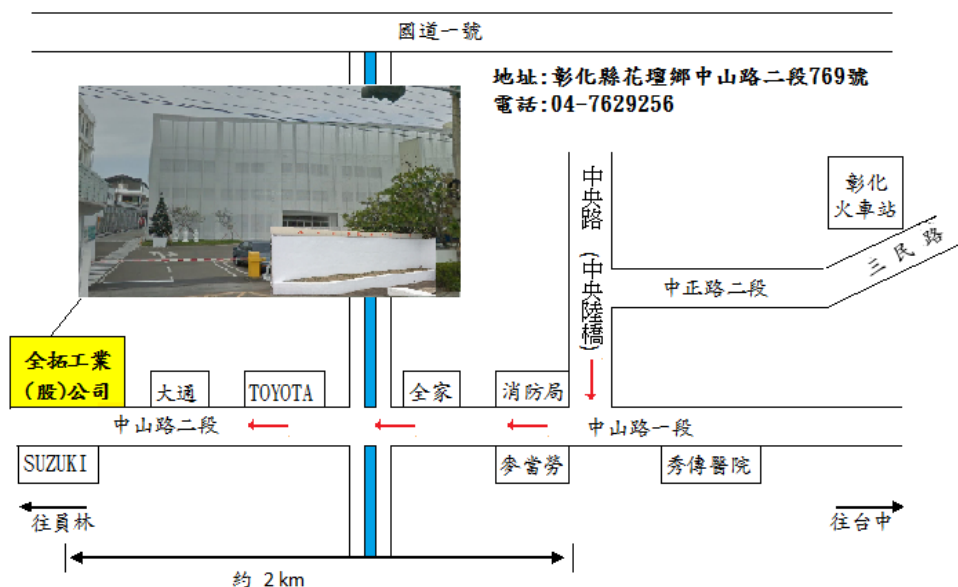 國道一號
地址:彰化縣花壇鄉中山路二段769號
電話:04-7629256
中央路 (中央陸橋)
彰化
火車站
三民路
中正路二段
全拓工業
(股)公司
大通
TOYOTA
全家
消防局
中山路二段
中山路一段
SUZUKI
麥當勞
秀傳醫院
往員林
往台中
約 2 km